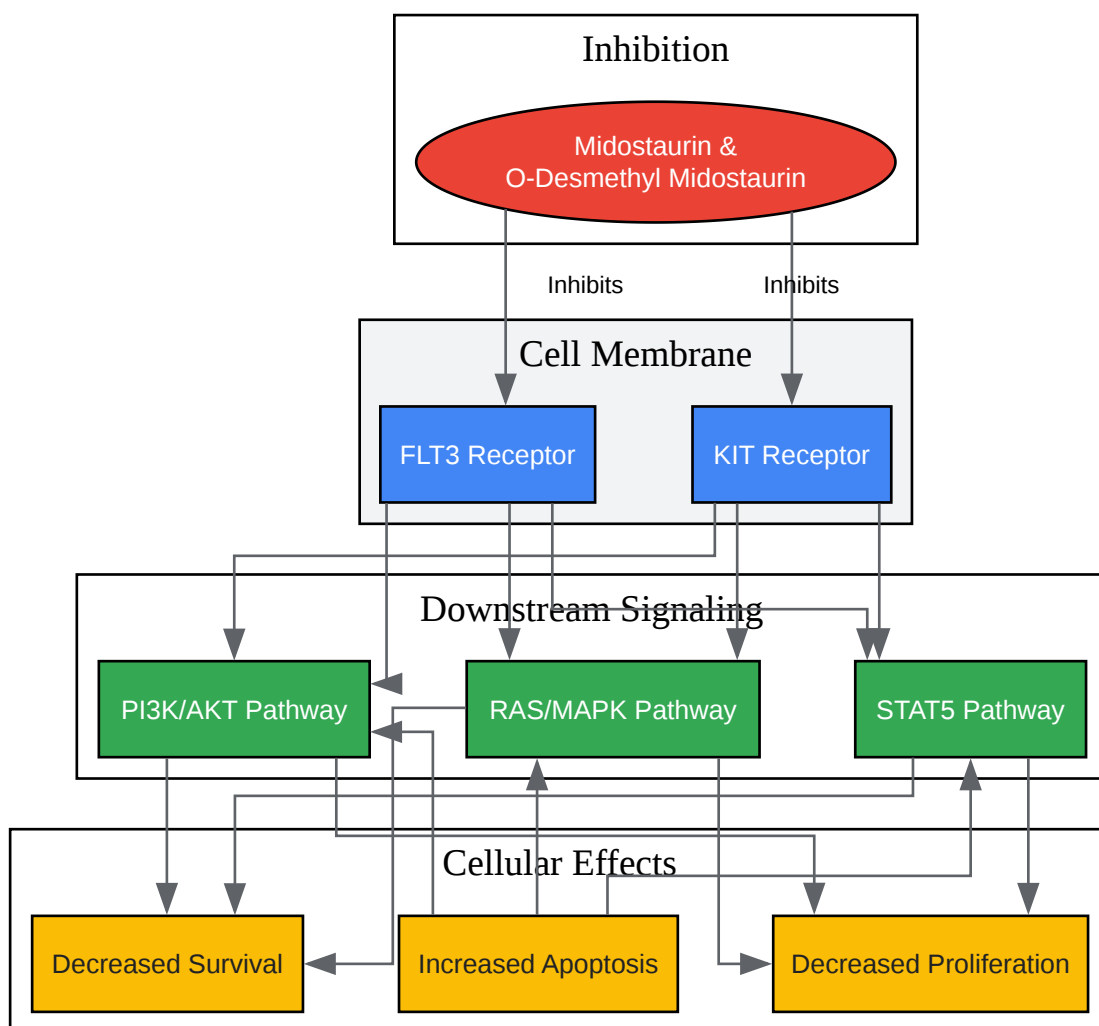 Inhibition
Midostaurin &
O-Desmethyl Midostaurin
Inhibits
Inhibits
Cell Membrane
FLT3 Receptor
KIT Receptor
Downstream Signaling
PI3K/AKT Pathway
RAS/MAPK Pathway
STAT5 Pathway
Cellular Effects
Decreased Survival
Increased Apoptosis
Decreased Proliferation